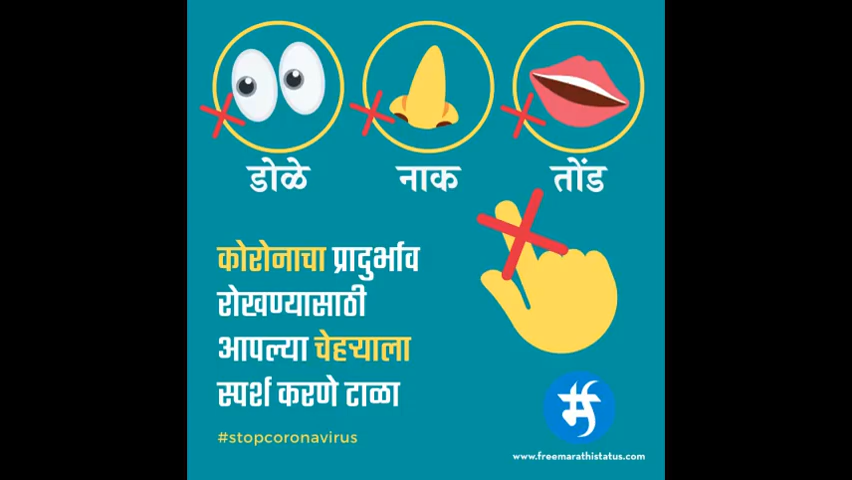 डोळे नाक तोंड
कोरोनाचा प्रादुर्भाव
रोखण्यासाठी
आपल्या चेहऱ्याला
स्पर्श करणे टाळा
#stopcoronavirus
म
www.freemarathistatus.com